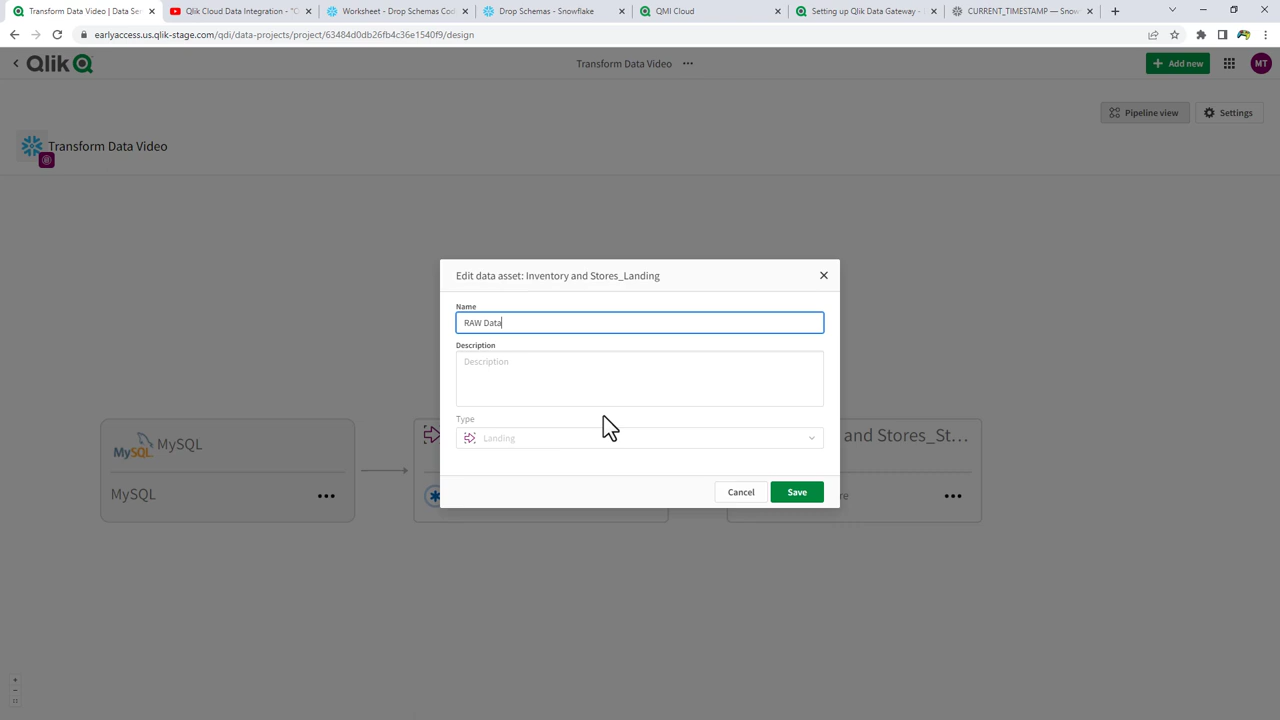 Transform Data Video | Data Ser
Qlik Cloud Data Integration - "C
Worksheet - Drop Schemas Cod
Drop Schemas - Snowflake
QMI Cloud
Setting up Qlik Data Gateway -
CURRENT_TIMESTAMP — Snow
earlyaccess.us.qlik-stage.com/qdi/data-projects/project/63484d0db26fb4c36e1540f9/design
Qlik
Transform Data Video
Add new
MT
Pipeline view
Settings
Transform Data Video
Edit data asset: Inventory and Stores_Landing
Name
RAW Data
Description
Description
Type
Landing
Cancel
Save
MySQL
MySQL
MySQL
and Stores_St...
re